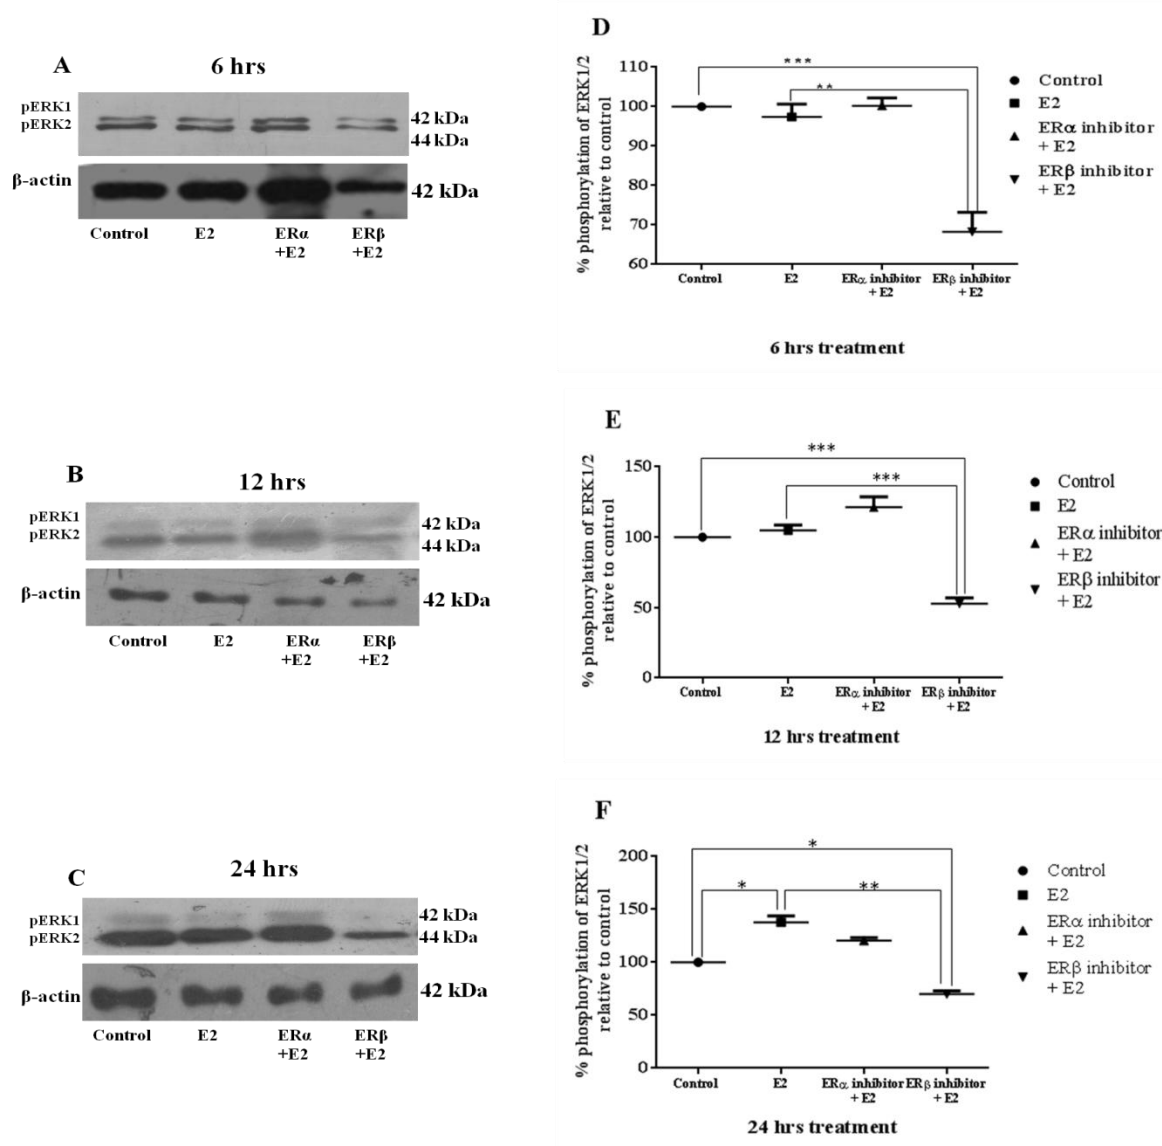 A
6 hrs
pERK1
pERK2
42 kDa
44 kDa
β-actin
42 kDa
Control
E2
ERα
+E2
ERβ
+E2
D
% phosphorylation of ERK1/2
relative to control
110
100
90
80
70
60
***
**
Control
E2
ERα inhibitor
+ E2
ERβ inhibitor
+ E2
Control
E2
ERα inhibitor
+ E2
ERβ inhibitor
+ E2
6 hrs treatment
B
12 hrs
pERK1
pERK2
42 kDa
44 kDa
β-actin
42 kDa
Control
E2
ERα
+E2
ERβ
+E2
E
% phosphorylation of ERK1/2
relative to control
150
100
50
0
***
***
Control
E2
ERα inhibitor
+ E2
ERβ inhibitor
+ E2
Control
E2
ERα inhibitor
+ E2
ERβ inhibitor
+ E2
12 hrs treatment
C
24 hrs
pERK1
pERK2
42 kDa
44 kDa
β-actin
42 kDa
Control
E2
ERα
+E2
ERβ
+E2
F
% phosphorylation of ERK1/2
relative to control
200
150
100
50
0
*
*
**
Control
E2
ERα inhibitor
+ E2
ERβ inhibitor
+ E2
Control
E2
ERα inhibitor
+ E2
ERβ inhibitor
+ E2
24 hrs treatment